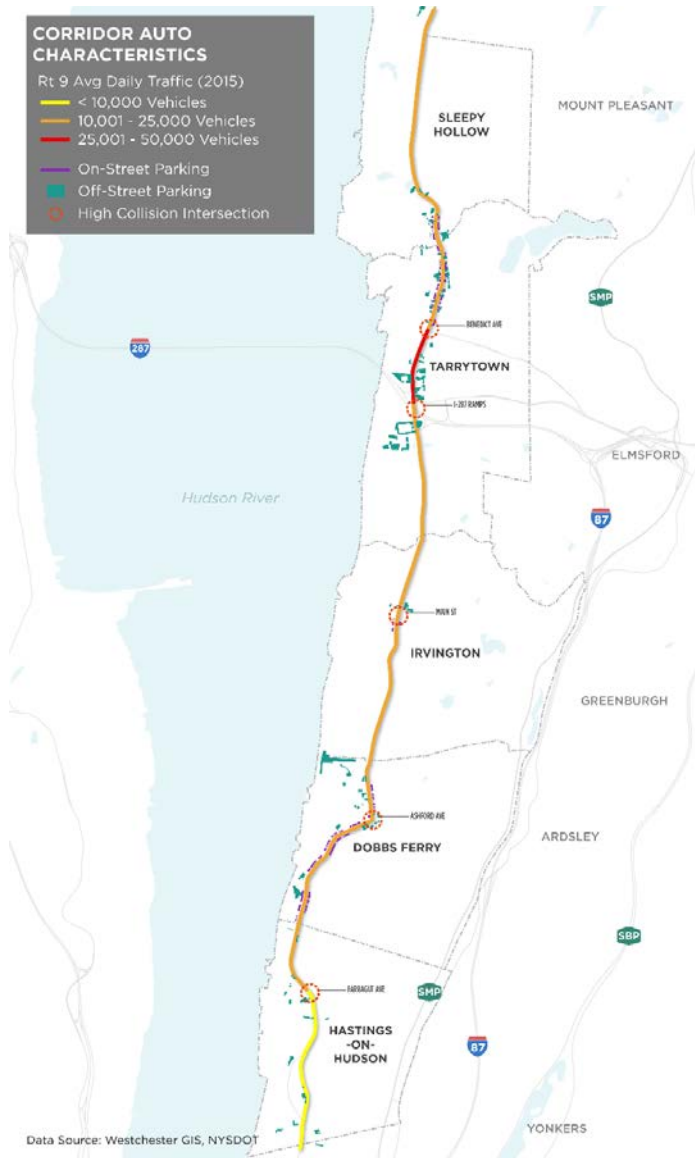 CORRIDOR AUTO
CHARACTERISTICS
Rt 9 Avg Daily Traffic (2015)
< 10,000 Vehicles
10,001 - 25,000 Vehicles
25,001 - 50,000 Vehicles
On-Street Parking
Off-Street Parking
High Collision Intersection
SLEEPY
HOLLOW
MOUNT PLEASANT
SMP
BENEDICT AVE
287
TARRYTOWN
I-287 RAMPS
ELMSFORD
Hudson River
87
MAIN ST
IRVINGTON
GREENBURGH
ASHFORD AVE
ARDSLEY
DOBBS FERRY
SBP
FARRAGUT AVE
SMP
HASTINGS
-ON-
HUDSON
87
YONKERS
Data Source: Westchester GIS, NYSDOT